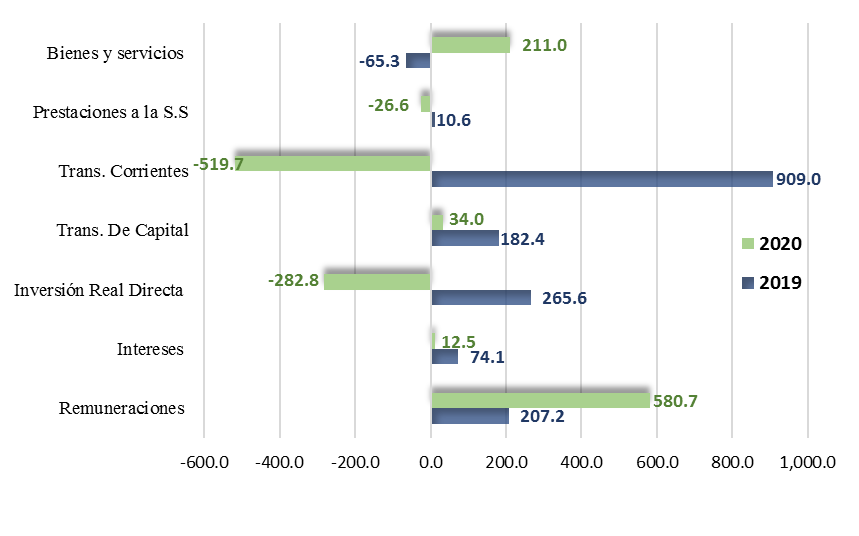 Bienes y servicios
211.0
-65.3
Prestaciones a la S.S
-26.6
10.6
Trans. Corrientes
-519.7
909.0
Trans. De Capital
34.0
182.4
2020
Inversión Real Directa
-282.8
265.6
2019
Intereses
12.5
74.1
Remuneraciones
580.7
207.2
-600.0 -400.0 -200.0 0.0 200.0 400.0 600.0 800.0 1,000.0